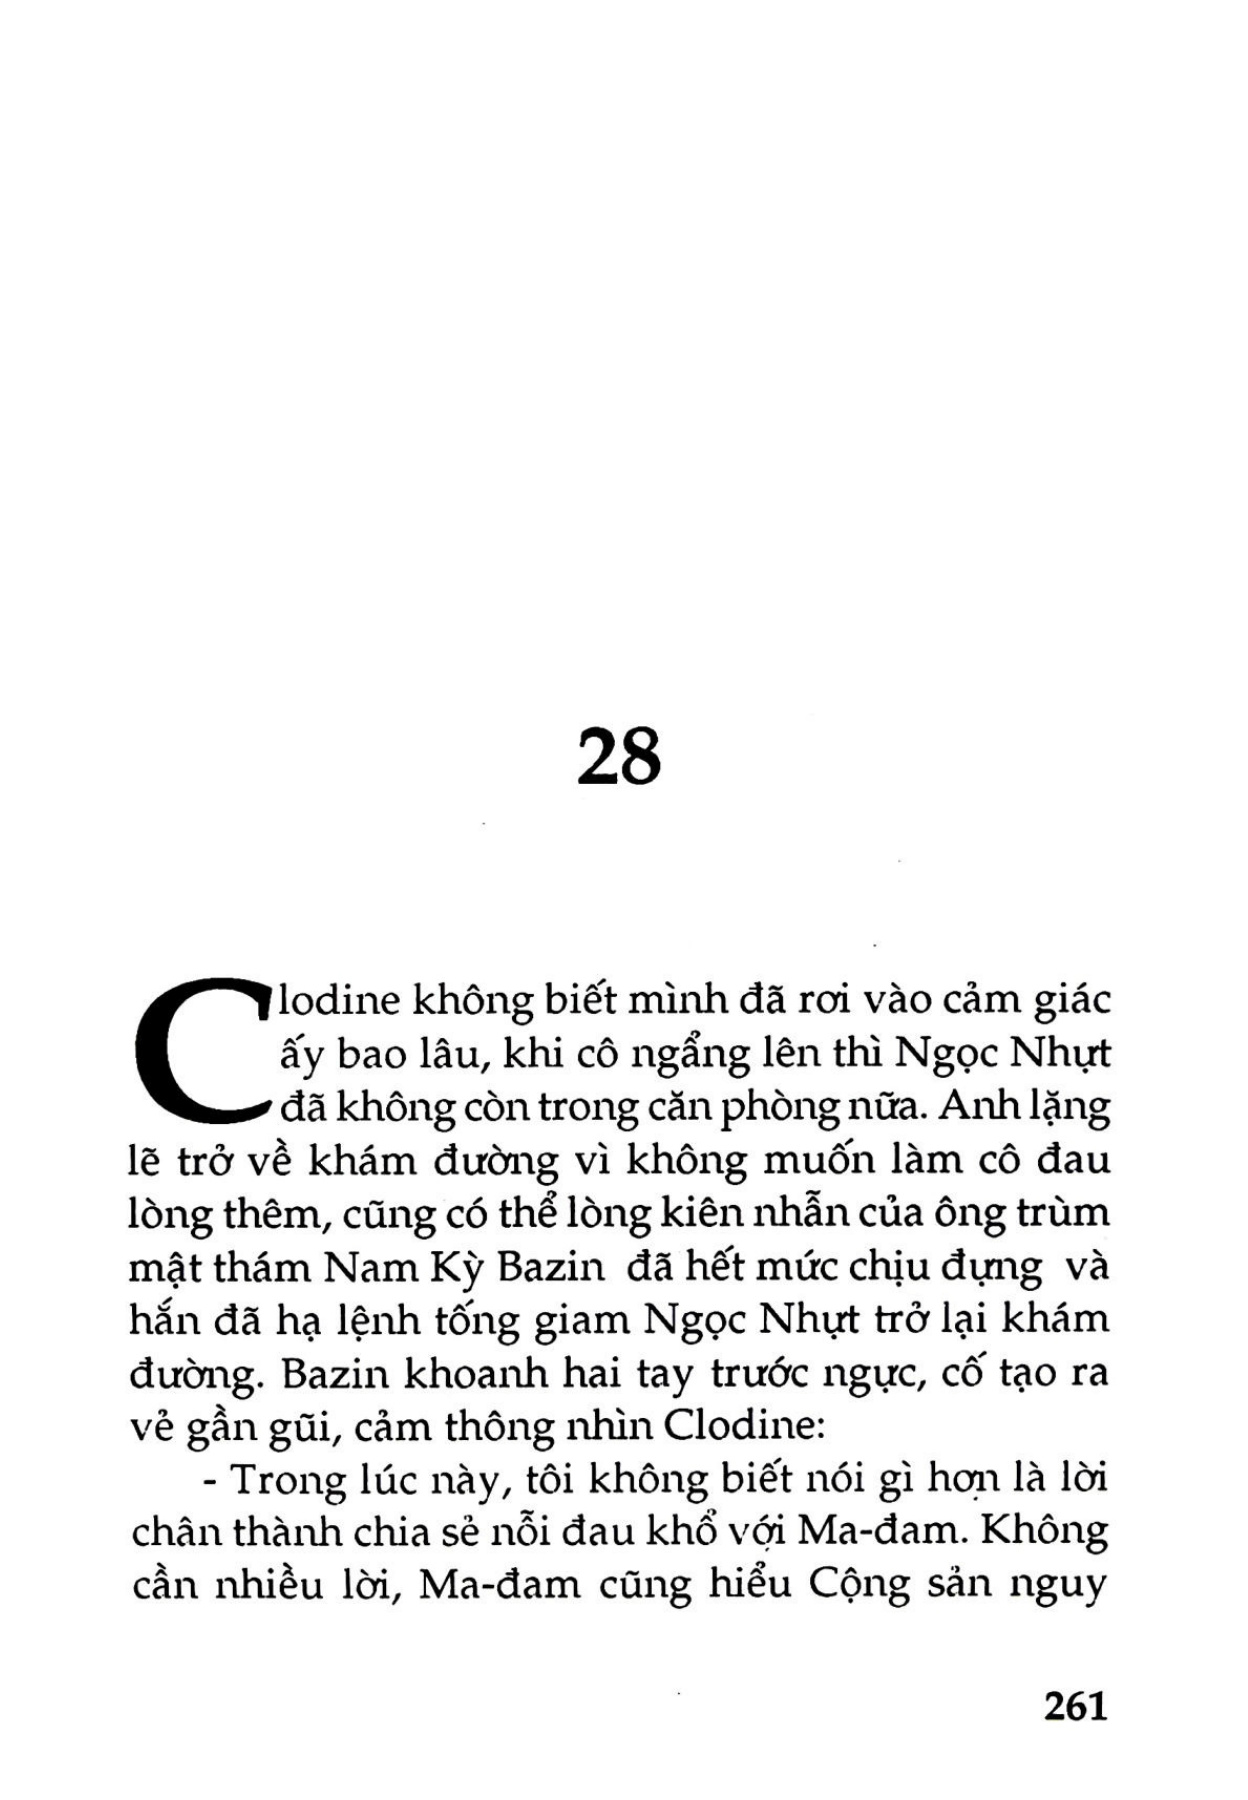 28
Clodine không biết mình đã rơi vào cảm giác
ấy bao lâu, khi cô ngẩng lên thì Ngọc Nhựt
đã không còn trong căn phòng nữa. Anh lặng
lẽ trở về khám đường vì không muốn làm cô đau
lòng thêm, cũng có thể lòng kiên nhẫn của ông trùm
mật thám Nam Kỳ Bazin đã hết mức chịu đựng và
hắn đã hạ lệnh tống giam Ngọc Nhựt trở lại khám
đường. Bazin khoanh hai tay trước ngực, cố tạo ra
vẻ gần gũi, cảm thông nhìn Clodine:
- Trong lúc này, tôi không biết nói gì hơn là lời
chân thành chia sẻ nỗi đau khổ với Ma-đam. Không
cần nhiều lời, Ma-đam cũng hiểu Cộng sản nguy
261